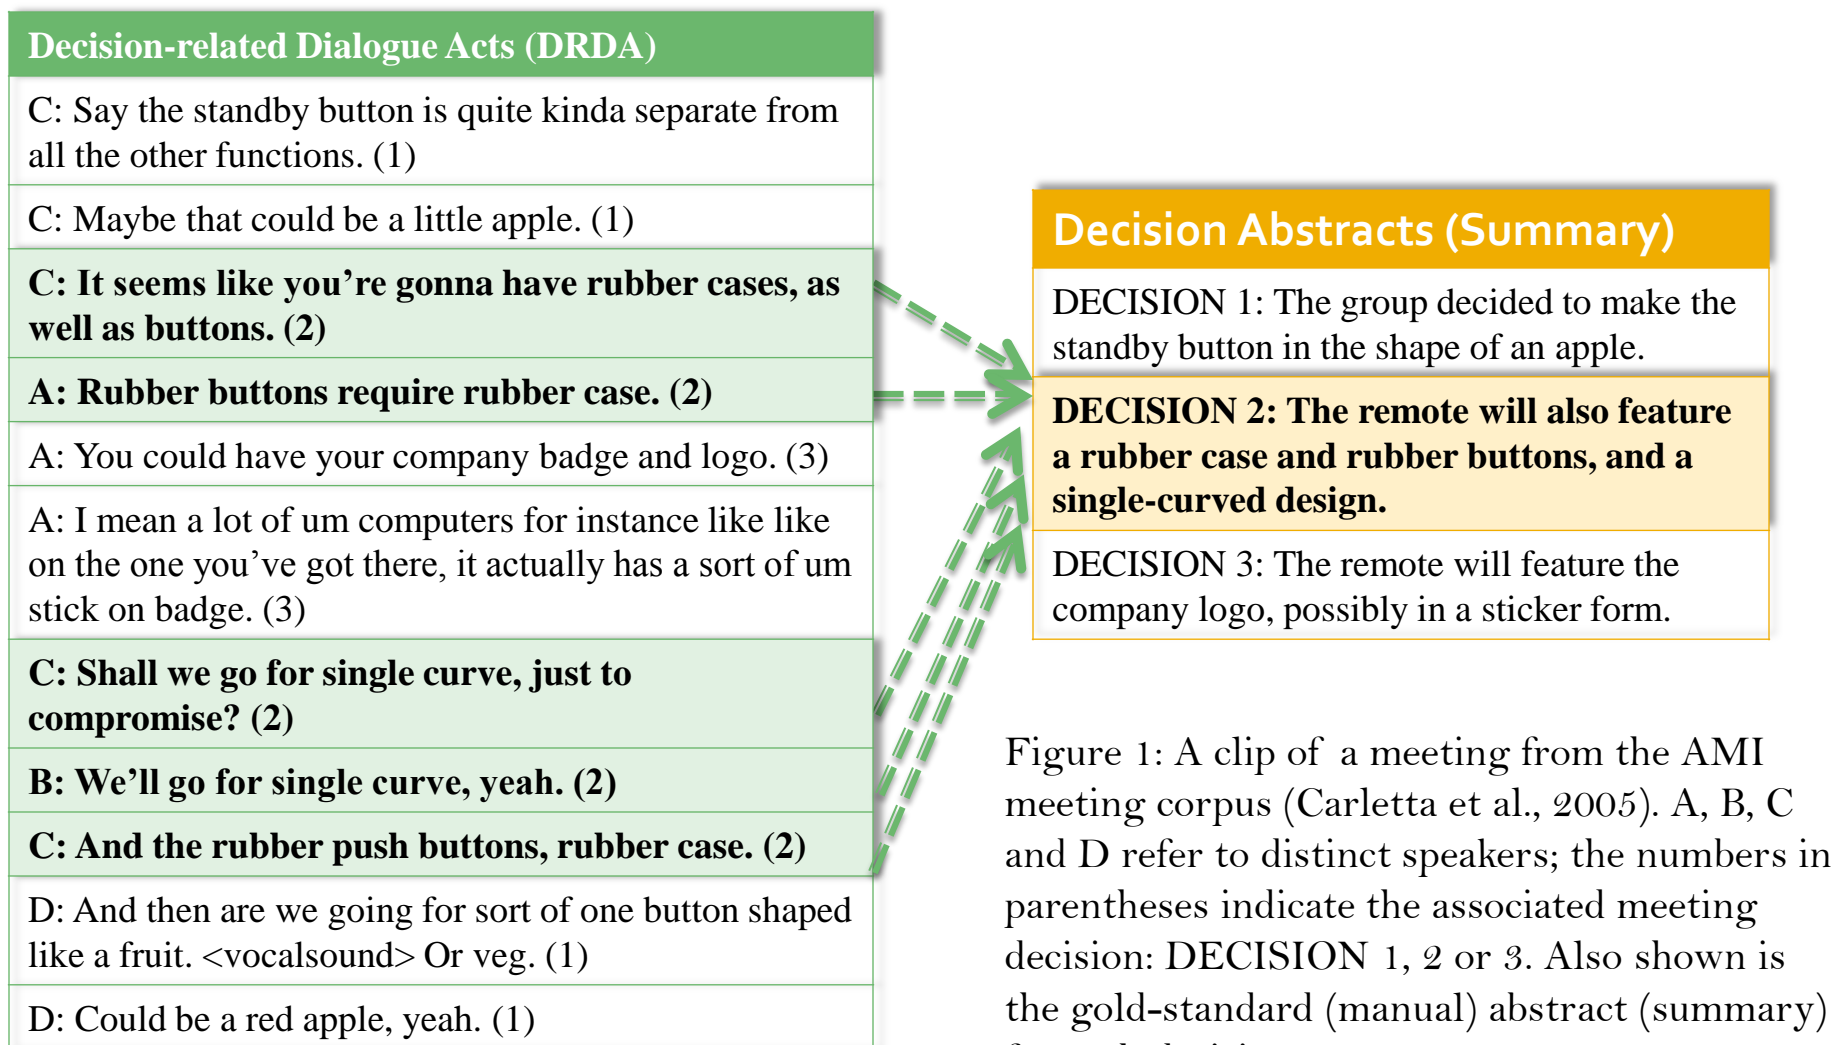 Decision-related Dialogue Acts (DRDA)
C: Say the standby button is quite kinda separate from
all the other functions. (1)
C: Maybe that could be a little apple. (1)
C: It seems like you’re gonna have rubber cases, as
well as buttons. (2)
A: Rubber buttons require rubber case. (2)
A: You could have your company badge and logo. (3)
A: I mean a lot of um computers for instance like like
on the one you’ve got there, it actually has a sort of um
stick on badge. (3)
C: Shall we go for single curve, just to
compromise? (2)
B: We’ll go for single curve, yeah. (2)
C: And the rubber push buttons, rubber case. (2)
D: And then are we going for sort of one button shaped
like a fruit. <vocalsound> Or veg. (1)
D: Could be a red apple, yeah. (1)
Decision Abstracts (Summary)
DECISION 1: The group decided to make the
standby button in the shape of an apple.
DECISION 2: The remote will also feature
a rubber case and rubber buttons, and a
single-curved design.
DECISION 3: The remote will feature the
company logo, possibly in a sticker form.
Figure 1: A clip of a meeting from the AMI
meeting corpus (Carletta et al., 2005). A, B, C
and D refer to distinct speakers; the numbers in
parentheses indicate the associated meeting
decision: DECISION 1, 2 or 3. Also shown is
the gold-standard (manual) abstract (summary)